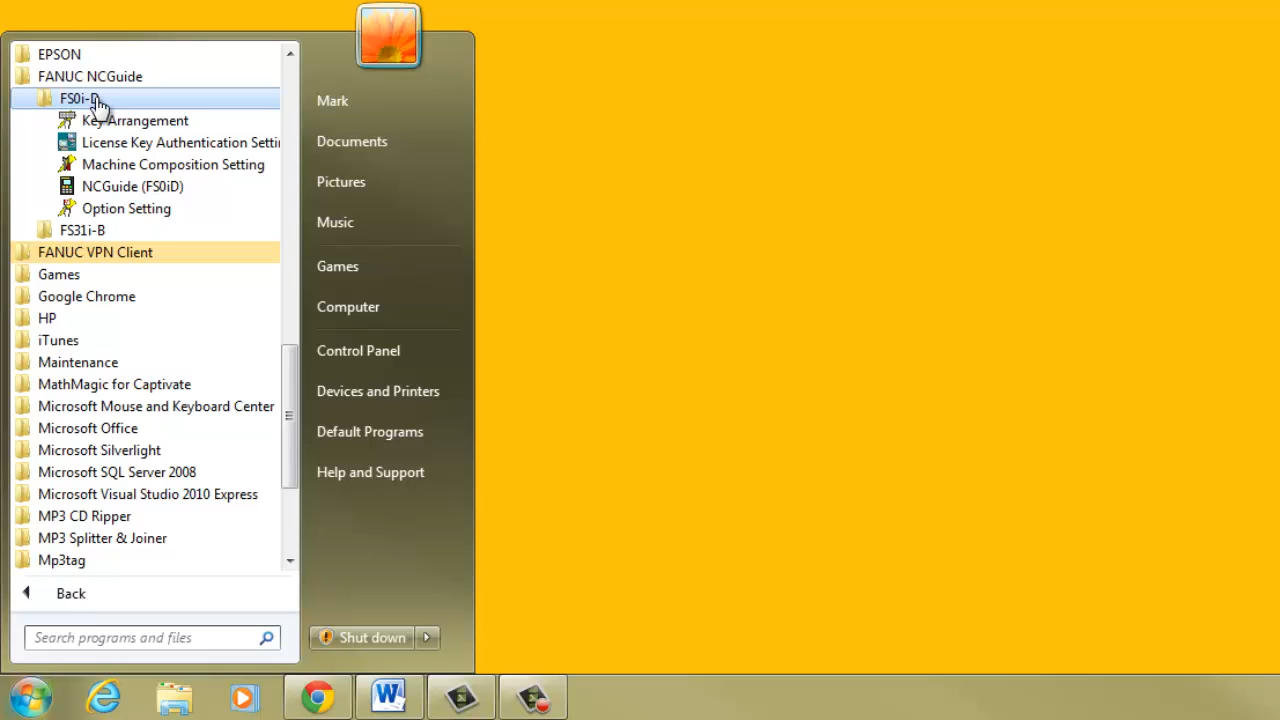 EPSON
FANUC NCGuide
FS0i-D
Key Arrangement
License Key Authentication Setti
Machine Composition Setting
NCGuide (FS0iD)
Option Setting
FS31i-B
FANUC VPN Client
Games
Google Chrome
HP
iTunes
Maintenance
MathMagic for Captivate
Microsoft Mouse and Keyboard Center
Microsoft Office
Microsoft Silverlight
Microsoft SQL Server 2008
Microsoft Visual Studio 2010 Express
MP3 CD Ripper
MP3 Splitter & Joiner
Mp3tag
Back
Search programs and files
Mark
Documents
Pictures
Music
Games
Computer
Control Panel
Devices and Printers
Default Programs
Help and Support
Shut down